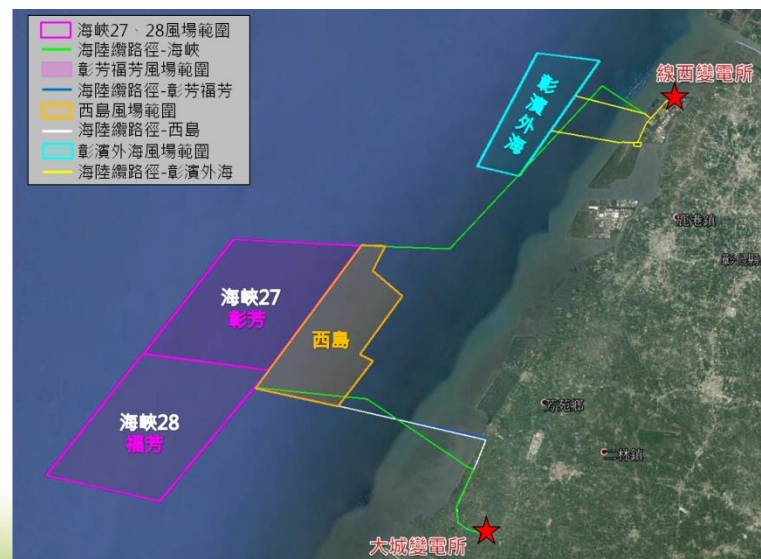 海峽27、28風場範圍
海陸纜路徑-海峽
彰芳福芳風場範圍
海陸纜路徑-彰芳福芳
西島風場範圍
海陸纜路徑-西島
彰濱外海風場範圍
海陸纜路徑-彰濱外海
彰濱外海
線西變電所
鹿港鎮
彰化縣
海峽27
彰芳
西島
海峽28
福芳
芳苑鄉
二林鎮
大城變電所